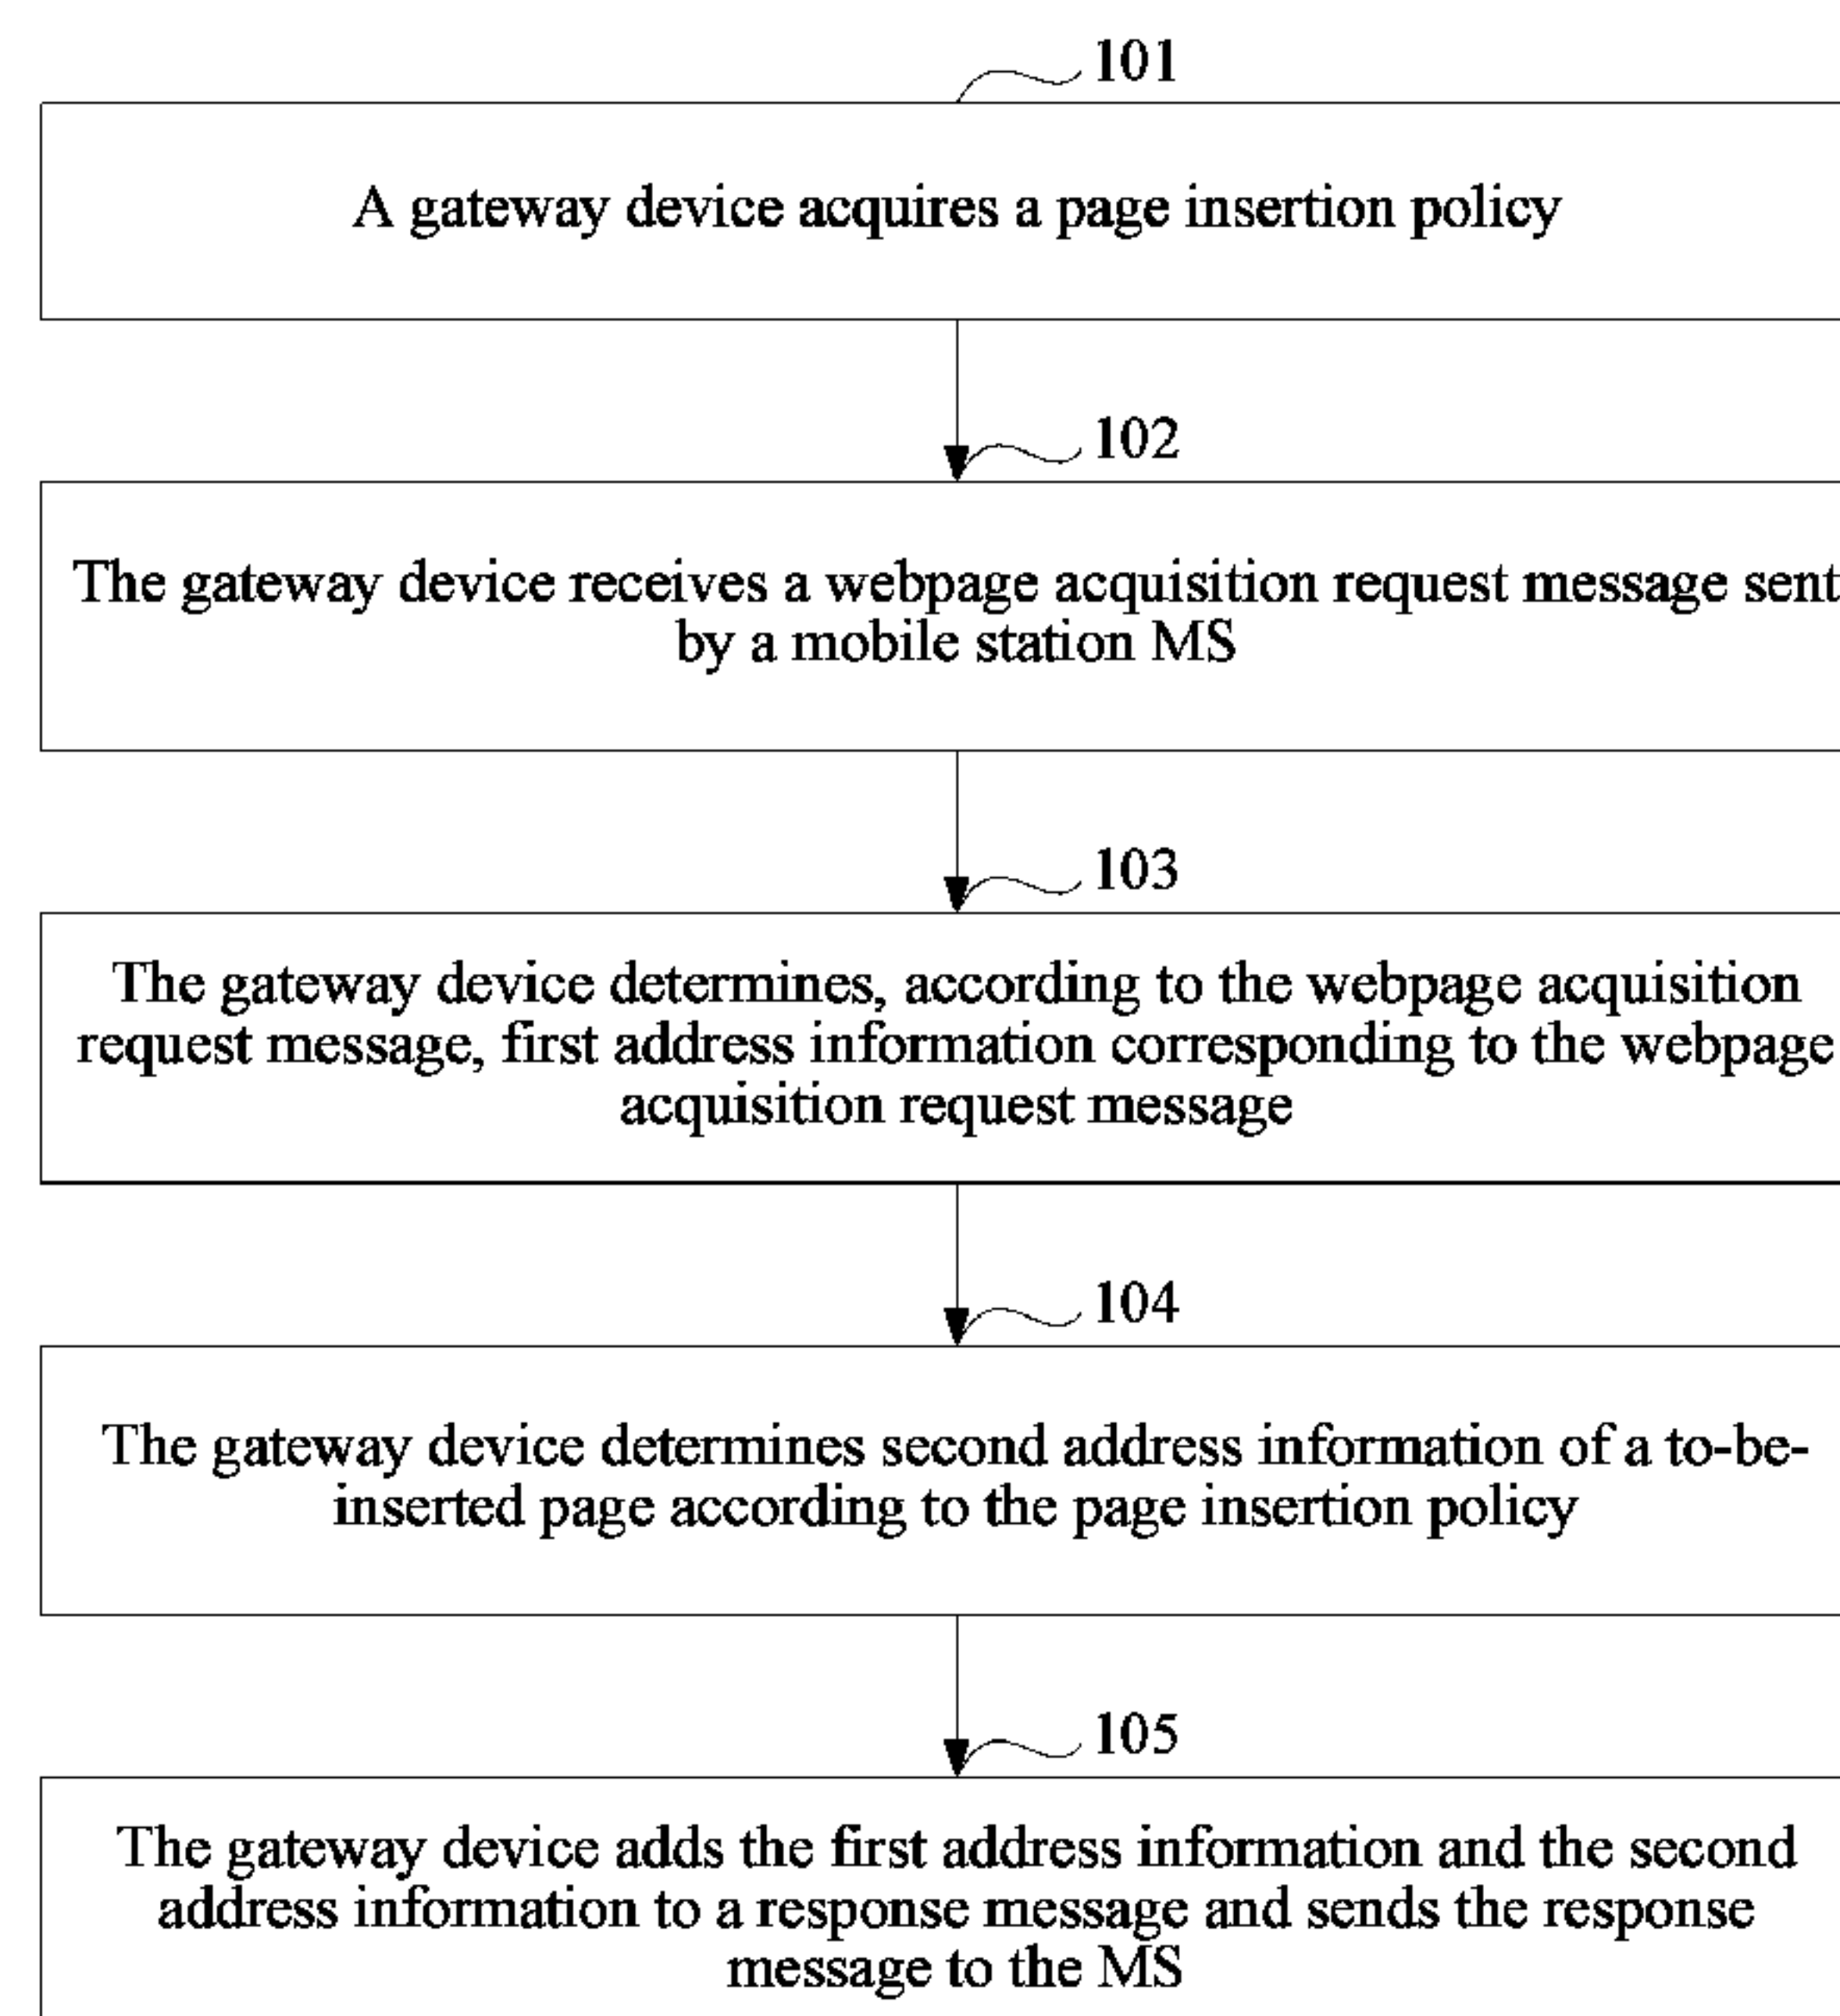 101
A gateway device acquires a page insertion policy
102
The gateway device receives a webpage acquisition request message sent
by a mobile station MS
103
The gateway device determines, according to the webpage acquisition
request message, first address information corresponding to the webpage
acquisition request message
104
The gateway device determines second address information of a to-be-
inserted page according to the page insertion policy
105
The gateway device adds the first address information and the second
address information to a response message and sends the response
message to the MS